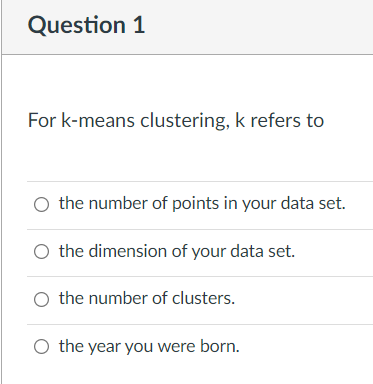 Question 1
For k-means clustering, k refers to
the number of points in your data set.
the dimension of your data set.
the number of clusters.
the year you were born.